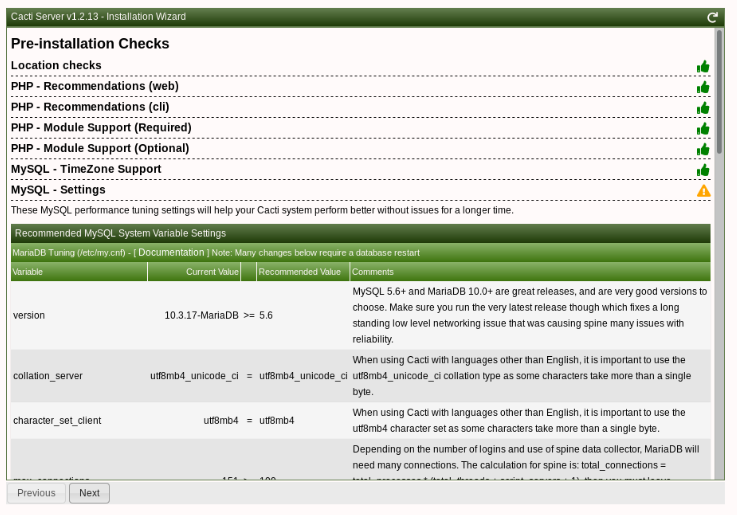 Cacti Server v1.2.13 - Installation Wizard
Pre-installation Checks
Location checks
PHP - Recommendations (web)
PHP - Recommendations (cli)
PHP - Module Support (Required)
PHP - Module Support (Optional)
MySQL - TimeZone Support
MySQL - Settings
These MySQL performance tuning settings will help your Cacti system perform better without issues for a longer time.
Recommended MySQL System Variable Settings
MariaDB Tuning (/etc/my.cnf) - [ Documentation ] Note: Many changes below require a database restart
Variable Current Value Recommended Value Comments
MySQL 5.6+ and MariaDB 10.0+ are great releases, and are very good versions to
choose. Make sure you run the very latest release though which fixes a long
version 10.3.17-MariaDB >= 5.6
standing low level networking issue that was causing spine many issues with
reliability.
When using Cacti with languages other than English, it is important to use the
collation_server utf8mb4_unicode_ci = utf8mb4_unicode_ci utf8mb4_unicode_ci collation type as some characters take more than a single
byte.
When using Cacti with languages other than English, it is important to use the
character_set_client utf8mb4 = utf8mb4
utf8mb4 character set as some characters take more than a single byte.
Depending on the number of logins and use of spine data collector, MariaDB will
need many connections. The calculation for spine is: total_connections =
max_connections 151 >= 100 total_processes * (total_threads + script_servers + 1), then you must leave
Previous Next